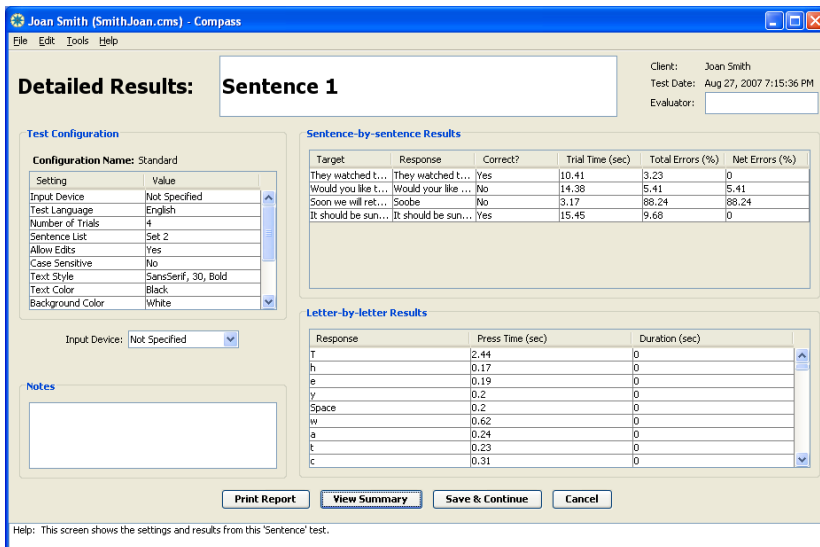 Joan Smith (SmithJoan.cms) - Compass
File Edit Tools Help
Detailed Results: Sentence 1
Client: Joan Smith
Test Date: Aug 27, 2007 7:15:36 PM
Evaluator:
Test Configuration
Configuration Name: Standard
Setting Value
Input Device Not Specified
Test Language English
Number of Trials 4
Sentence List Set 2
Allow Edits Yes
Case Sensitive No
Text Style SansSerif, 30, Bold
Text Color Black
Background Color White
Input Device: Not Specified
Notes
Sentence-by-sentence Results
Target Response Correct? Trial Time (sec) Total Errors (%) Net Errors (%)
They watched t... They watched t... Yes 10.41 3.23 0
Would you like t... Would your like ... No 14.38 5.41 5.41
Soon we will ret... Soobe No 3.17 88.24 88.24
It should be sun... It should be sun... Yes 15.45 9.68 0
Letter-by-letter Results
Response Press Time (sec) Duration (sec)
T 2.44 0
h 0.17 0
e 0.19 0
y 0.2 0
Space 0.2 0
w 0.62 0
a 0.24 0
t 0.23 0
c 0.31 0
Print Report View Summary Save & Continue Cancel
Help: This screen shows the settings and results from this 'Sentence' test.